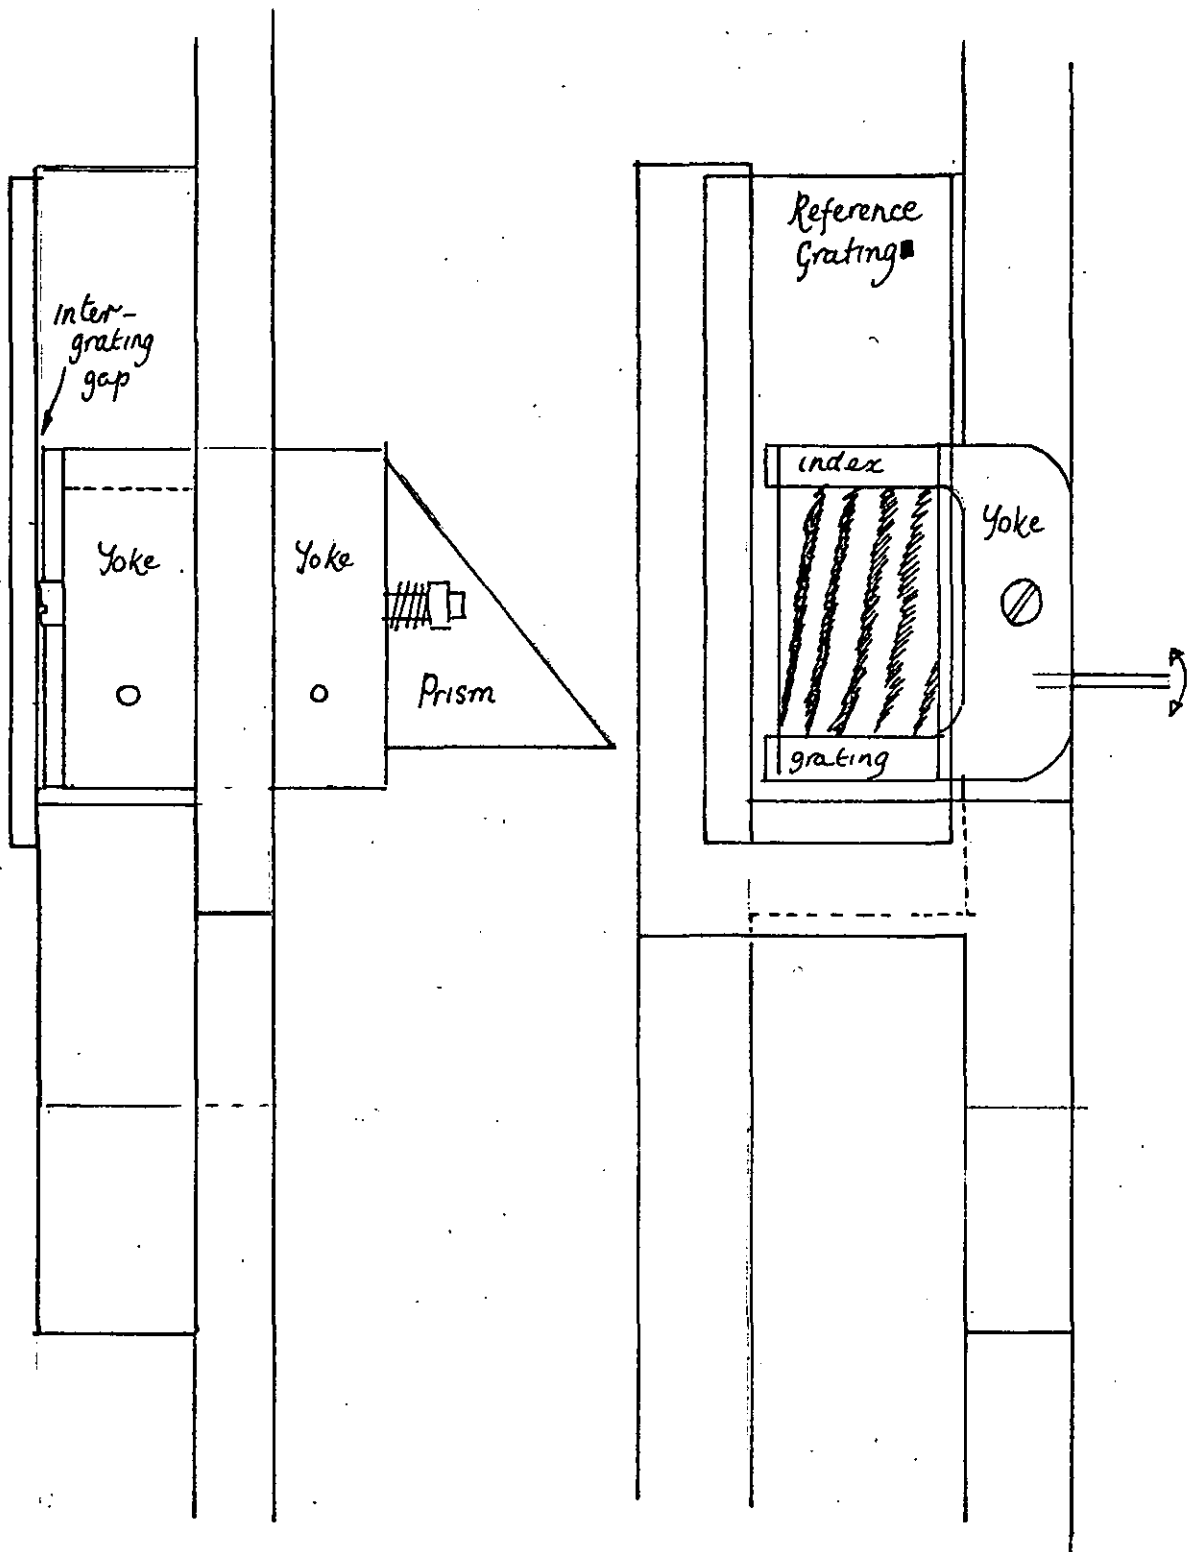 Inter-
grating
gap
Yoke
Yoke
Prism
Reference
Grating
index
Yoke
grating